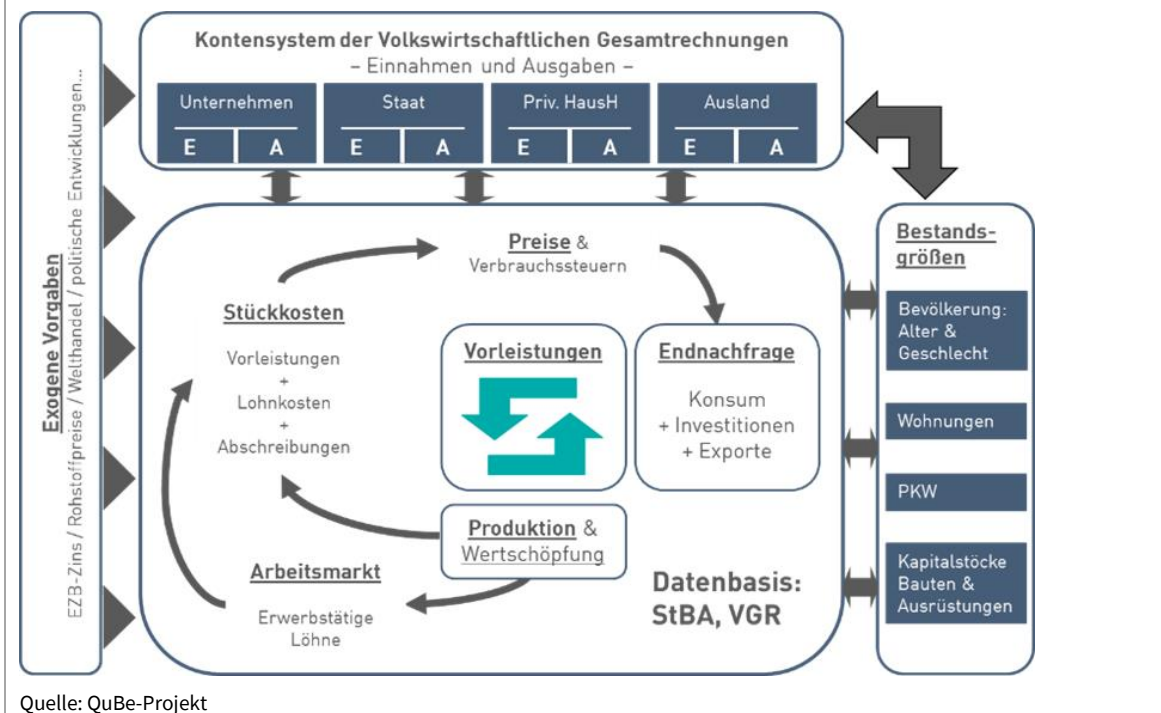 Exogene Vorgaben
EZB-Zins / Rohstoffpreise / Welthandel / politische Entwicklungen...
Kontensystem der Volkswirtschaftlichen Gesamtrechnungen
– Einnahmen und Ausgaben –
Unternehmen
E A
Staat
E A
Priv. HausH
E A
Ausland
E A
Preise &
Verbrauchssteuern
Stückkosten
Vorleistungen
+
Lohnkosten
+
Abschreibungen
Vorleistungen
Endnachfrage
Konsum
+ Investitionen
+ Exporte
Produktion &
Wertschöpfung
Arbeitsmarkt
Erwerbstätige
Löhne
Datenbasis:
StBA, VGR
Bestands-
größen
Bevölkerung:
Alter &
Geschlecht
Wohnungen
PKW
Kapitalstöcke
Bauten &
Ausrüstungen
Quelle: QuBe-Projekt